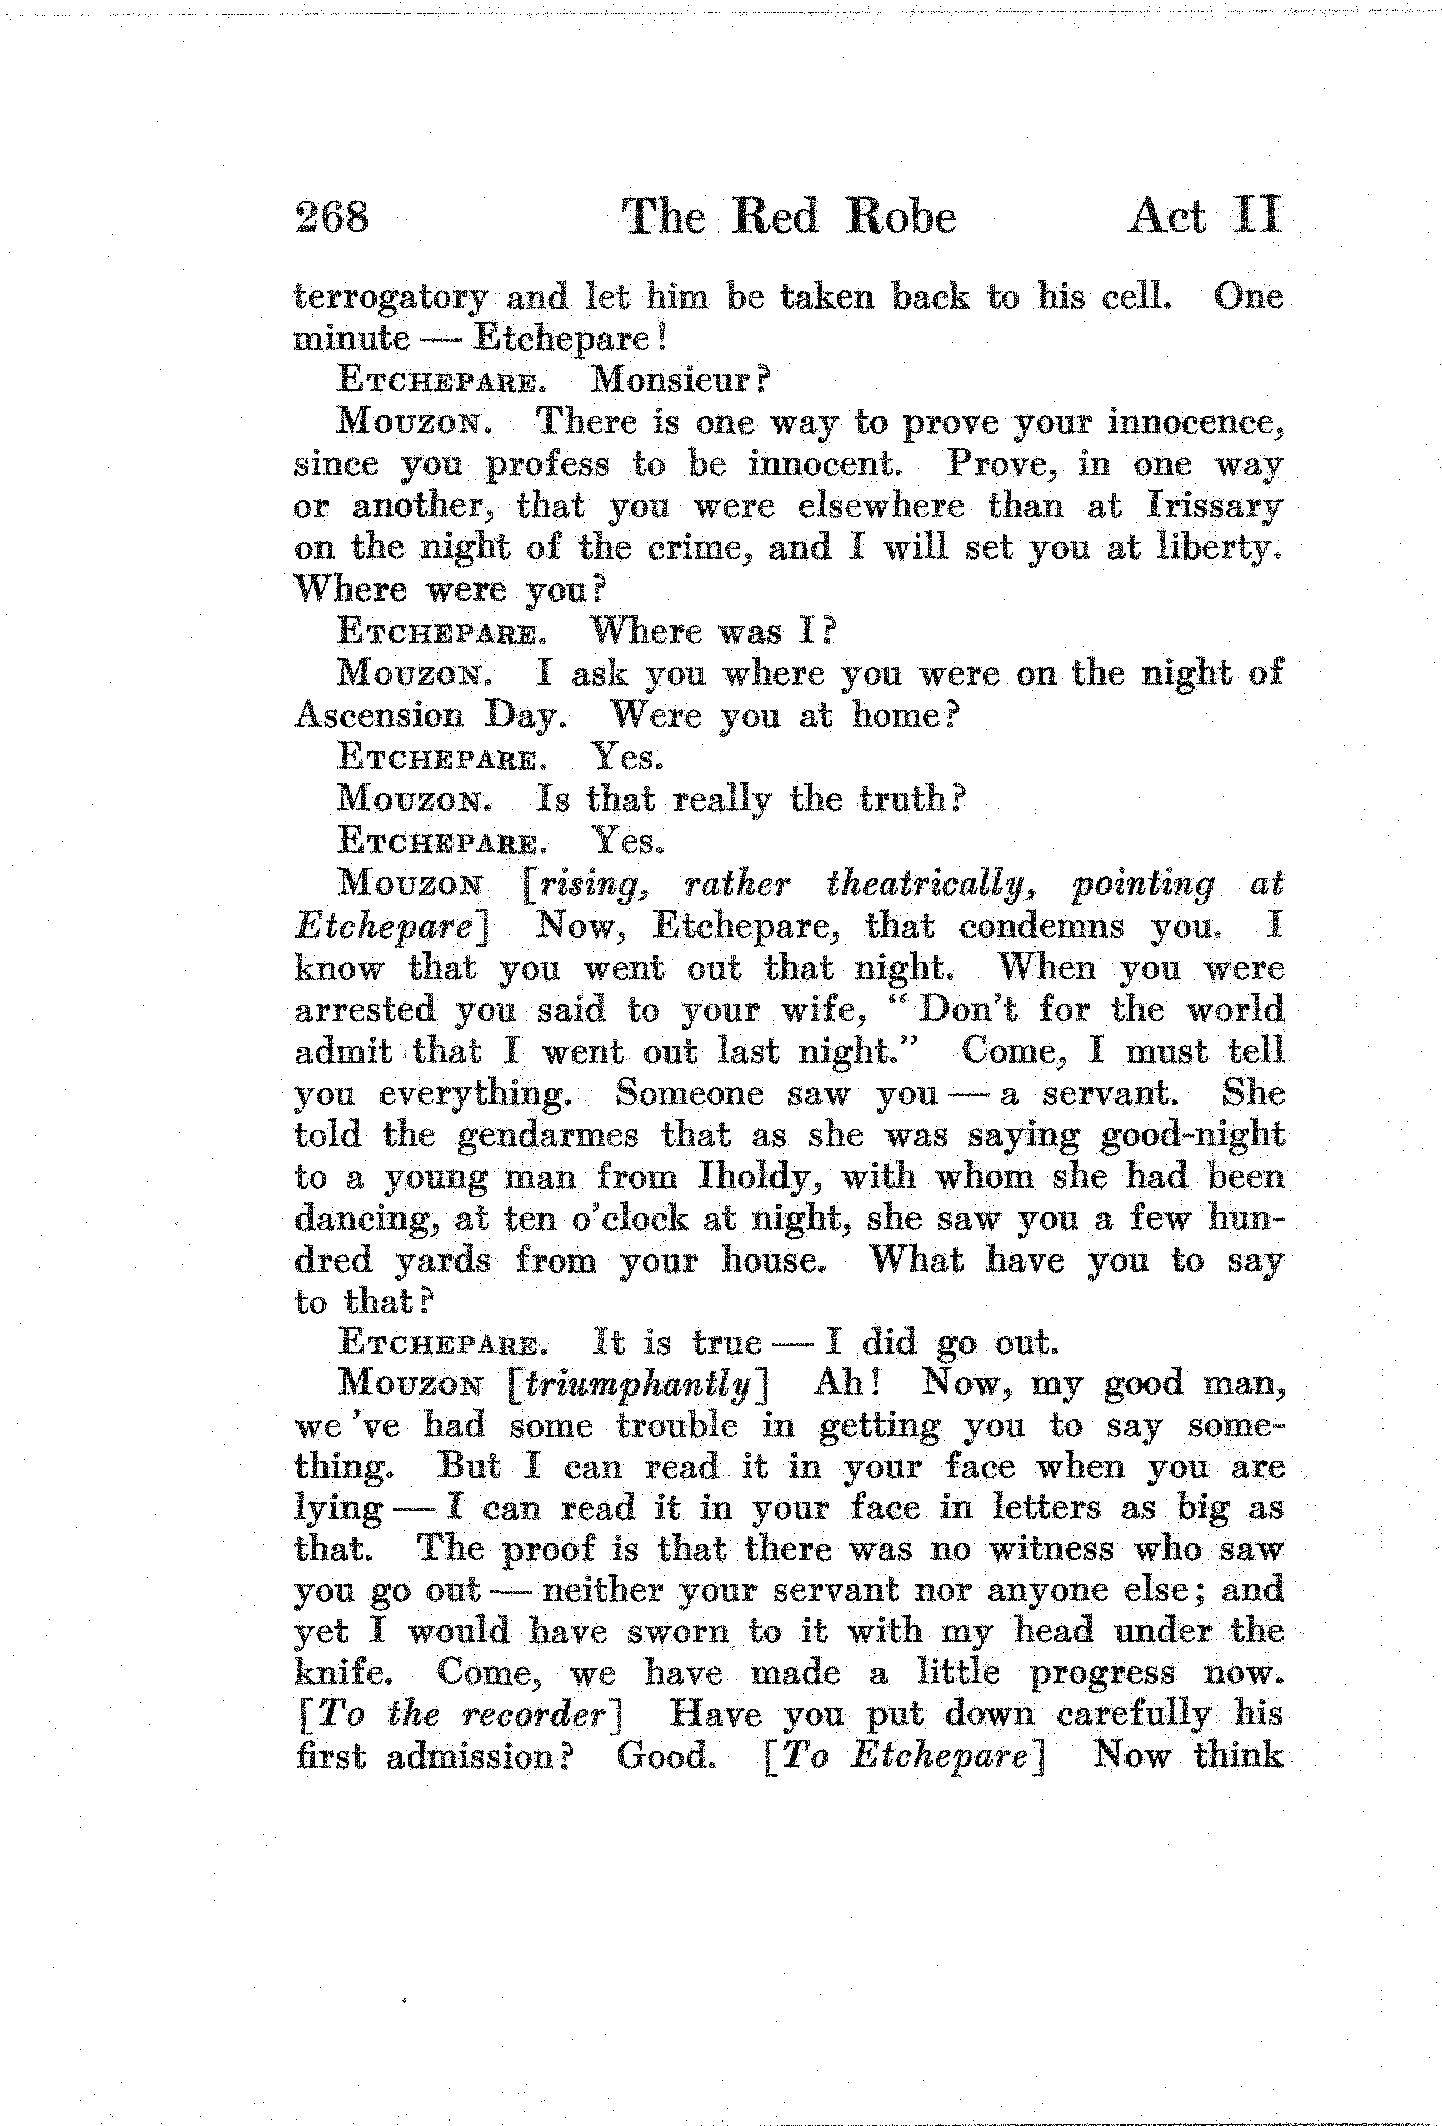 268 The Red Robe Act II
terrogatory and let him be taken back to his cell. One
minute — Etchepare!
ETCHEPARE. Monsieur?
MOUZON. There is one way to prove your innocence,
since you profess to be innocent. Prove, in one way
or another, that you were elsewhere than at Irissary
on the night of the crime, and I will set you at liberty.
Where were you?
ETCHEPARE. Where was I?
MOUZON. I ask you where you were on the night of
Ascension Day. Were you at home?
ETCHEPARE. Yes.
MOUZON. Is that really the truth?
ETCHEPARE. Yes.
MOUZON [rising, rather theatrically, pointing at
Etchepare] Now, Etchepare, that condemns you. I
know that you went out that night. When you were
arrested you said to your wife, "Don't for the world
admit that I went out last night." Come, I must tell
you everything. Someone saw you — a servant. She
told the gendarmes that as she was saying good-night
to a young man from Iholdy, with whom she had been
dancing, at ten o'clock at night, she saw you a few hun-
dred yards from your house. What have you to say
to that?
ETCHEPARE. It is true — I did go out.
MOUZON [triumphantly] Ah! Now, my good man,
we 've had some trouble in getting you to say some-
thing. But I can read it in your face when you are
lying — I can read it in your face in letters as big as
that. The proof is that there was no witness who saw
you go out — neither your servant nor anyone else; and
yet I would have sworn to it with my head under the
knife. Come, we have made a little progress now.
[To the recorder] Have you put down carefully his
first admission? Good. [To Etchepare] Now think